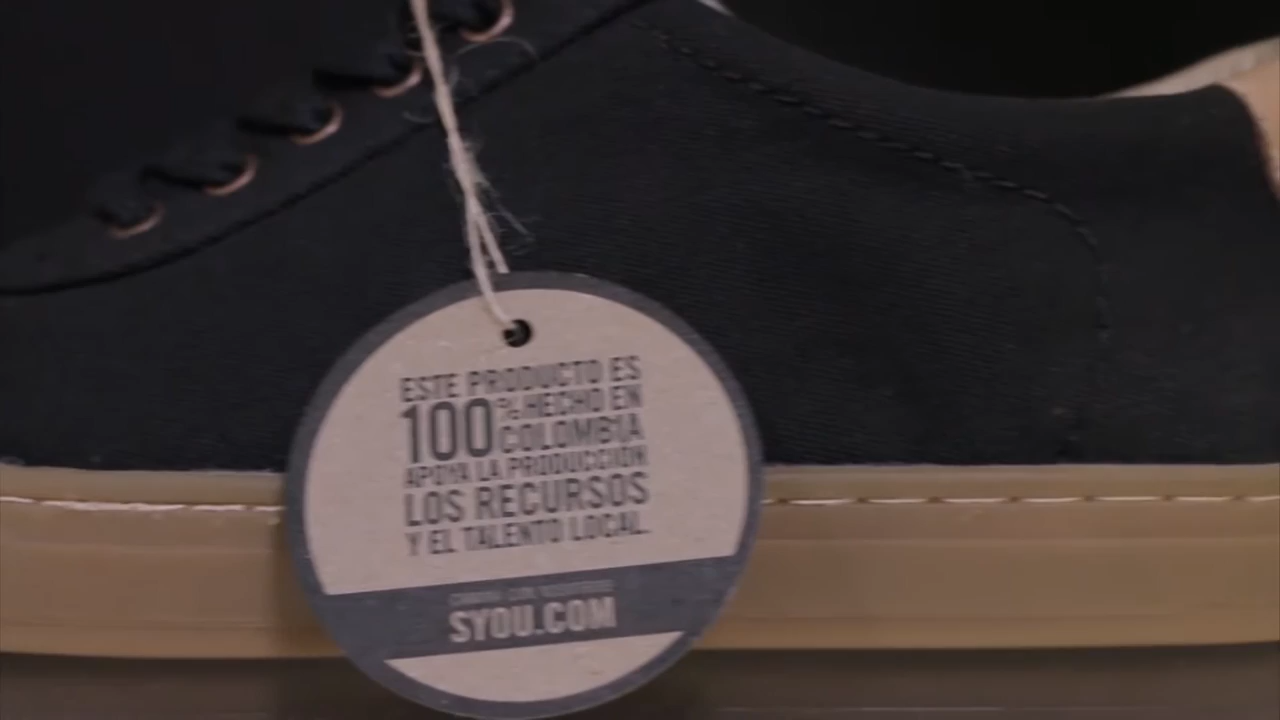 ESTE PRODUCTO ES
100% HECHO EN
COLOMBIA
APOYA LA PRODUCCIÓN
LOS RECURSOS
Y EL TALENTO LOCAL.
SYOU.COM